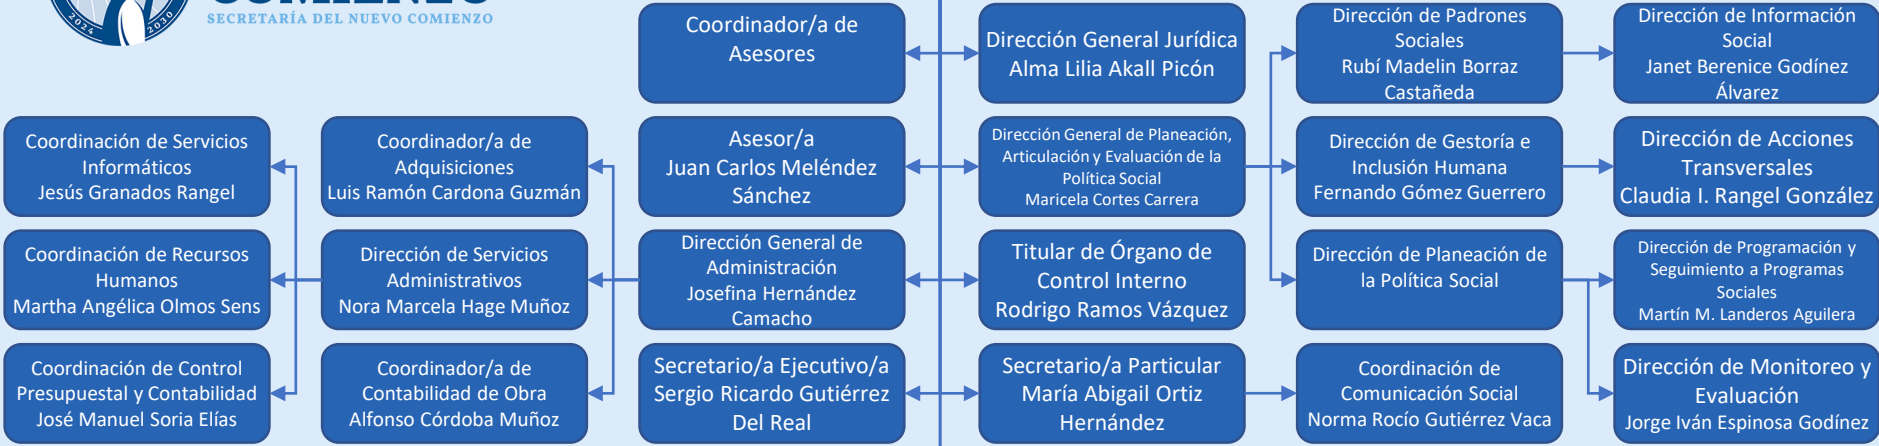 COMIENZO
SECRETARÍA DEL NUEVO COMIENZO
2024
2030
Coordinador/a de
Asesores
Dirección General Jurídica
Alma Lilia Akall Picón
Dirección de Padrones
Sociales
Rubí Madelin Borraz
Castañeda
Dirección de Información
Social
Janet Berenice Godínez
Álvarez
Coordinación de Servicios
Informáticos
Jesús Granados Rangel
Coordinador/a de
Adquisiciones
Luis Ramón Cardona Guzmán
Asesor/a
Juan Carlos Meléndez
Sánchez
Dirección General de Planeación,
Articulación y Evaluación de la
Política Social
Maricela Cortes Carrera
Dirección de Gestoría e
Inclusión Humana
Fernando Gómez Guerrero
Dirección de Acciones
Transversales
Claudia I. Rangel González
Coordinación de Recursos
Humanos
Martha Angélica Olmos Sens
Dirección de Servicios
Administrativos
Nora Marcela Hage Muñoz
Dirección General de
Administración
Josefina Hernández
Camacho
Titular de Órgano de
Control Interno
Rodrigo Ramos Vázquez
Dirección de Planeación de
la Política Social
Dirección de Programación y
Seguimiento a Programas
Sociales
Martín M. Landeros Aguilera
Coordinación de Control
Presupuestal y Contabilidad
José Manuel Soria Elías
Coordinador/a de
Contabilidad de Obra
Alfonso Córdoba Muñoz
Secretario/a Ejecutivo/a
Sergio Ricardo Gutiérrez
Del Real
Secretario/a Particular
María Abigail Ortiz
Hernández
Coordinación de
Comunicación Social
Norma Rocío Gutiérrez Vaca
Dirección de Monitoreo y
Evaluación
Jorge Iván Espinosa Godínez